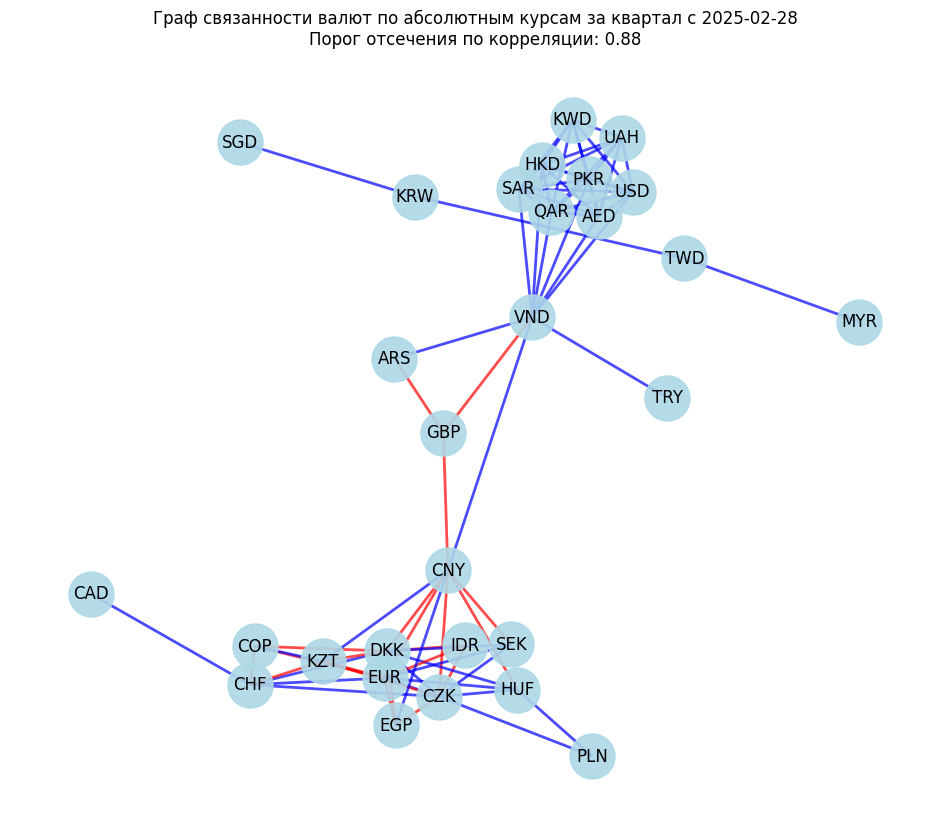 Граф связанности валют по абсолютным курсам за квартал с 2025-02-28
Порог отсечения по корреляции: 0.88
KWD
UAH
SGD
HKD
PKR
SAR
USD
KRW
QAR
AED
TWD
VND
MYR
ARS
TRY
GBP
CNY
CAD
COP
DKK
IDR
SEK
KZT
EUR
CHF
HUF
CZK
EGP
PLN